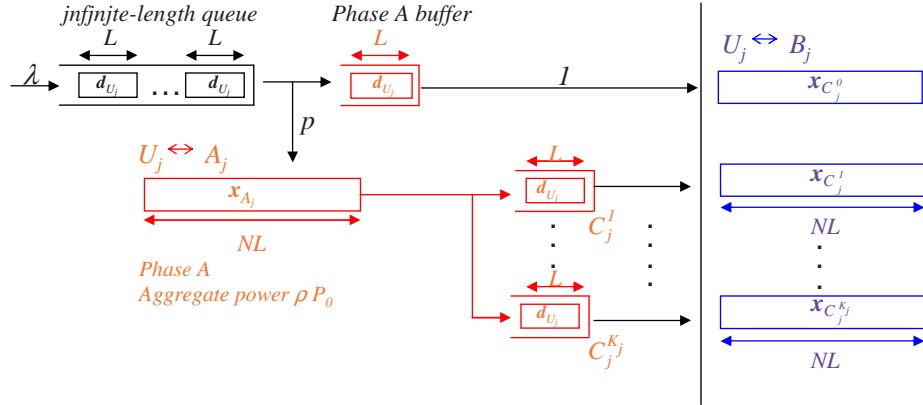 jnfjnjte-length queue
Phase A buffer
L L L
U_j ↔ B_j
λ d_{U_j} ... d_{U_j} d_{U_j} 1 x_{C_j^0}
p
U_j ↔ A_j
L
x_{A_j} d_{U_j} x_{C_j^1}
C_j^1
NL NL
Phase A
Aggregate power ρ P_0
L
d_{U_j} x_{C_j^{K_j}}
C_j^{K_j}
NL